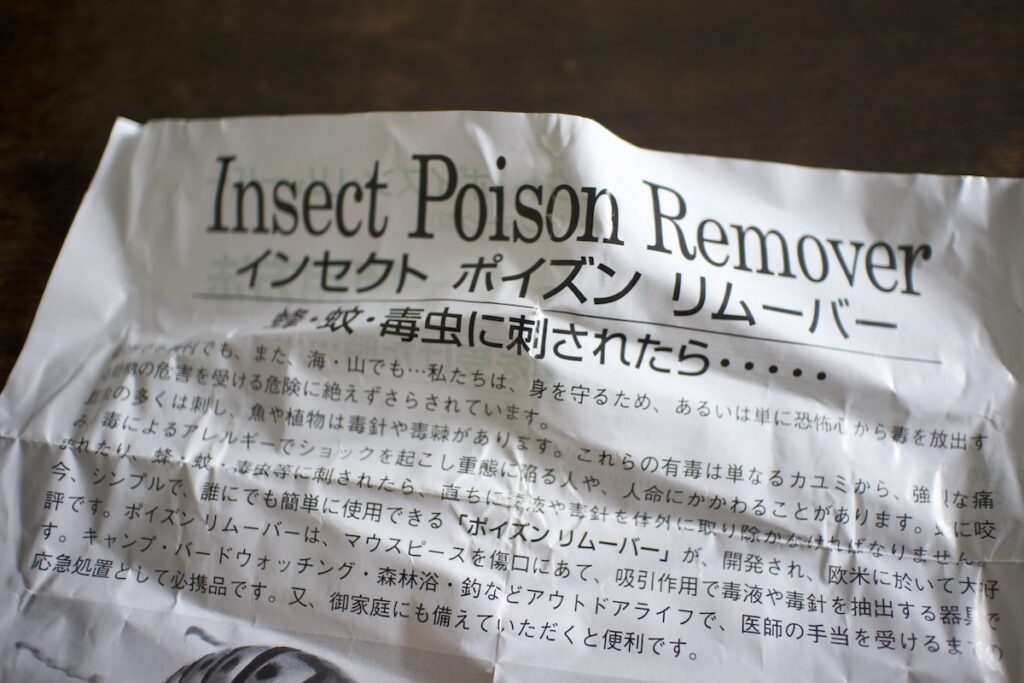 Insect Poison Remover
インセクト ポイズン リムーバー
蜂・蚊・毒虫に刺されたら・・・・・
でも、また、海・山でも…私たちは、身を守るため、あるいは単に恐怖心から毒を放出す
の危害を受ける危険に絶えずさらされています。
の多くは刺し、魚や植物は毒針や毒棘があります。これらの有毒は単なるカユミから、強烈な痛
み、毒によるアレルギーでショックを起こし重態に陥る人や、人命にかかわることがあります。に咬
まれたり、蜂・蚊・毒虫等に刺されたら、直ちに毒液や毒針を体外に取り除かなければなりません。
今、シンプルで、誰にでも簡単に使用できる「ポイズン リムーバー」が、開発され、欧米に於いて大好
評です。ポイズン リムーバーは、マウスピースを傷口にあて、吸引作用で毒液や毒針を抽出する器具で
す。キャンプ・バードウォッチング・森林浴・釣などアウトドアライフで、医師の手当を受けるまでの
応急処置として必携品です。又、御家庭にも備えていただくと便利です。